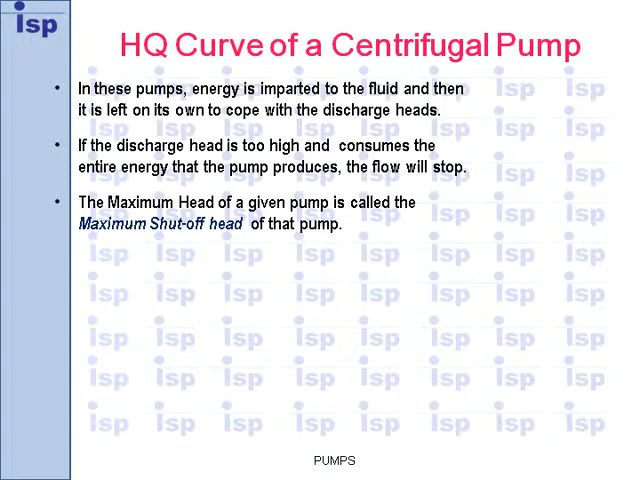 isp
HQ Curve of a Centrifugal Pump
• In these pumps, energy is imparted to the fluid and then
it is left on its own to cope with the discharge heads.
• If the discharge head is too high and consumes the
entire energy that the pump produces, the flow will stop.
• The Maximum Head of a given pump is called the
Maximum Shut-off head of that pump.
PUMPS